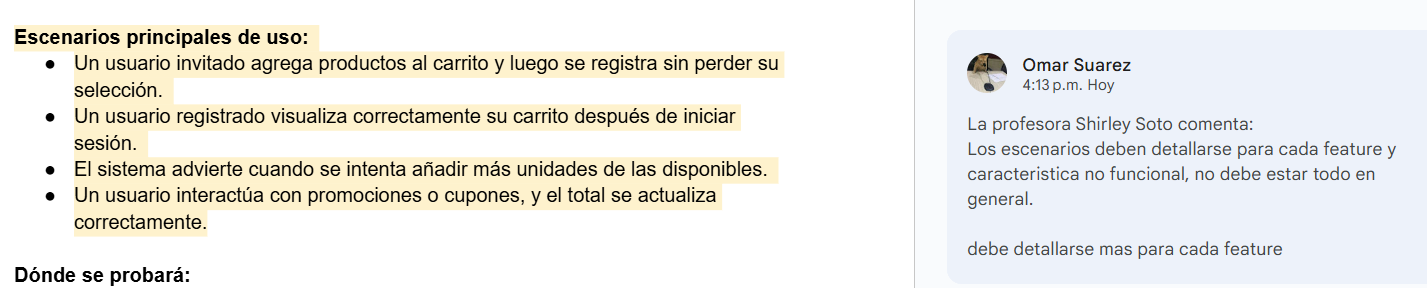 Escenarios principales de uso:
● Un usuario invitado agrega productos al carrito y luego se registra sin perder su
selección.
● Un usuario registrado visualiza correctamente su carrito después de iniciar
sesión.
● El sistema advierte cuando se intenta añadir más unidades de las disponibles.
● Un usuario interactúa con promociones o cupones, y el total se actualiza
correctamente.
Dónde se probará:
Omar Suarez
4:13 p.m. Hoy
La profesora Shirley Soto comenta:
Los escenarios deben detallarse para cada feature y
caracteristica no funcional, no debe estar todo en
general.
debe detallarse mas para cada feature